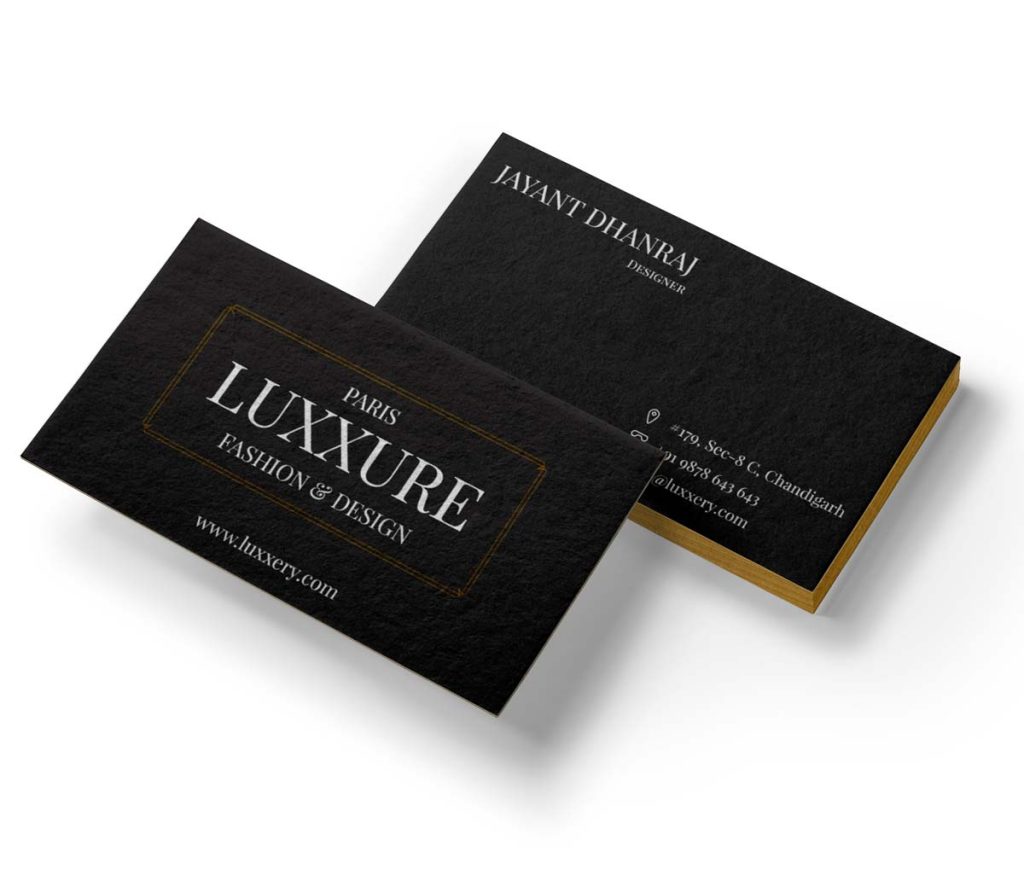 PARIS
LUXXURE
FASHION & DESIGN
www.luxxery.com
JAYANT DHANRAJ
DESIGNER
#179, Sec-8 C, Chandigarh
+91 9878 643 643
@luxxery.com